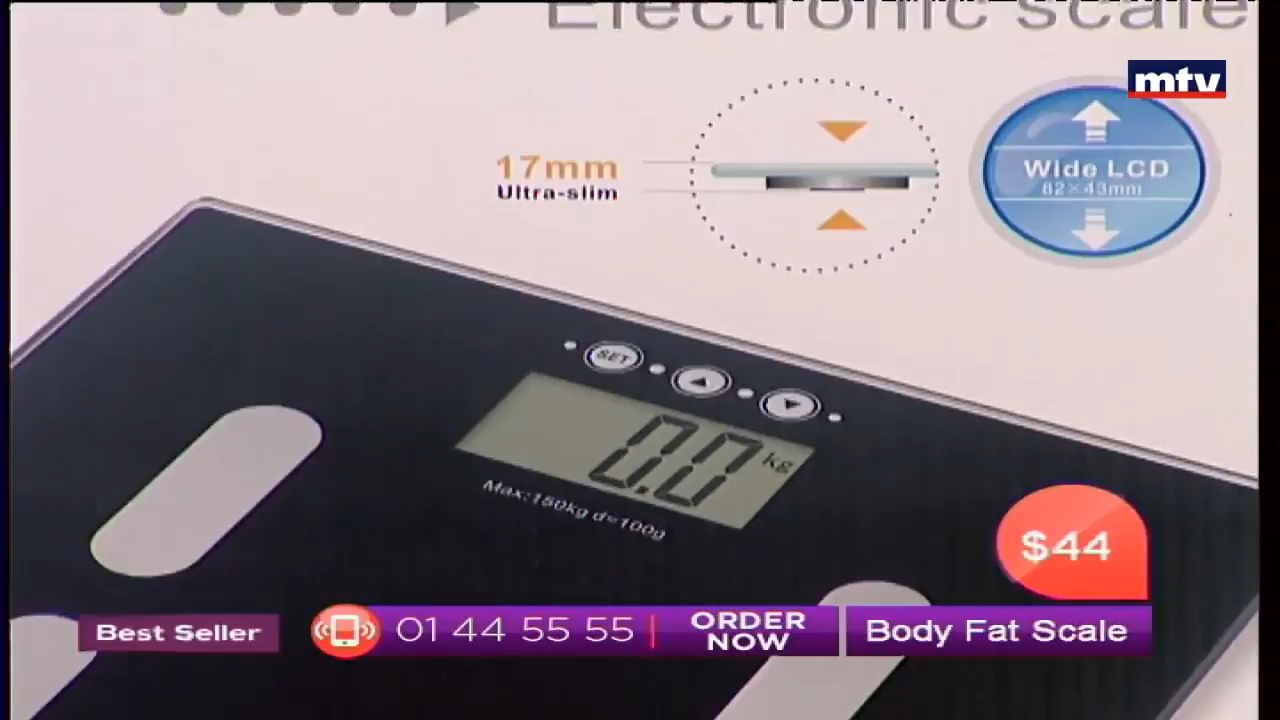 Electronic scale
mtv
17mm
Ultra-slim
Wide LCD
82×43mm
SET
0.0 kg
Max:150kg d=100g
$44
Best Seller
01 44 55 55
ORDER
NOW
Body Fat Scale